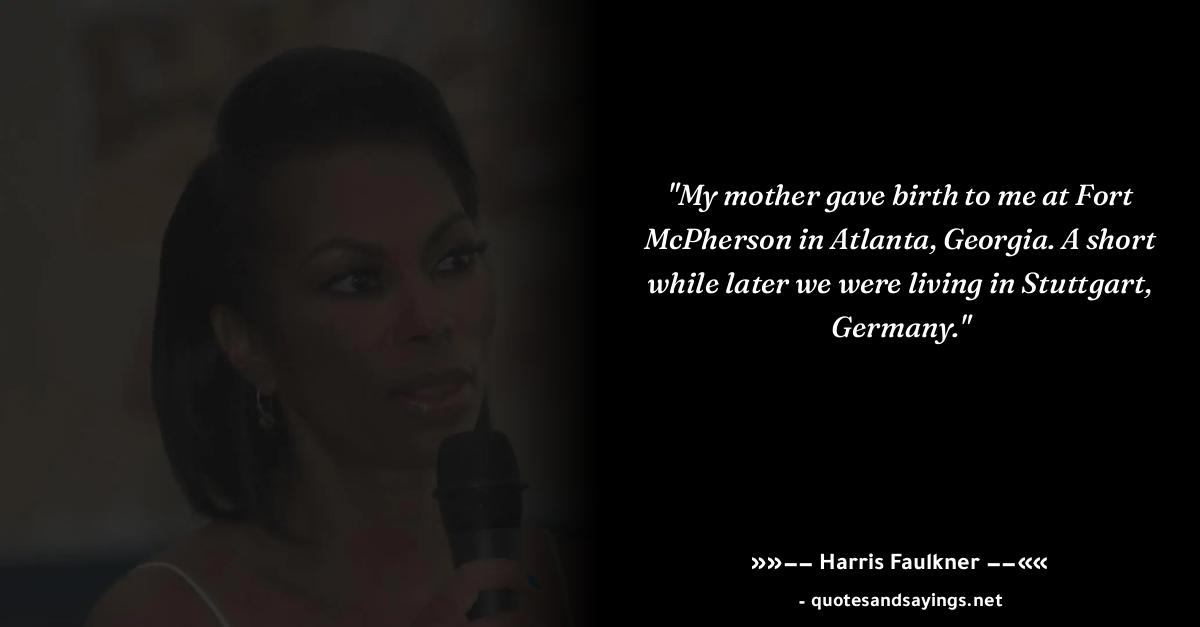 "My mother gave birth to me at Fort
McPherson in Atlanta, Georgia. A short
while later we were living in Stuttgart,
Germany."
»»–– Harris Faulkner ––««
- quotesandsayings.net